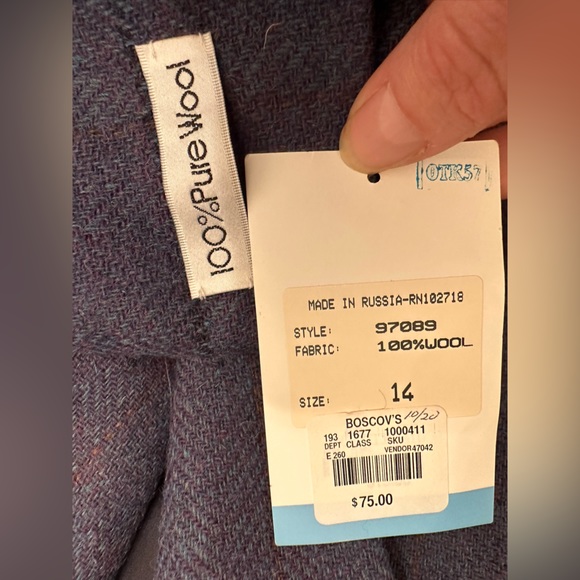 100% Pure Wool
OTK57
MADE IN RUSSIA-RN102718
STYLE: 97089
FABRIC: 100%WOOL
SIZE: 14
BOSCOV'S 10/20
193 1677 1000411
DEPT CLASS SKU
E 260 VENDOR47042
$75.00